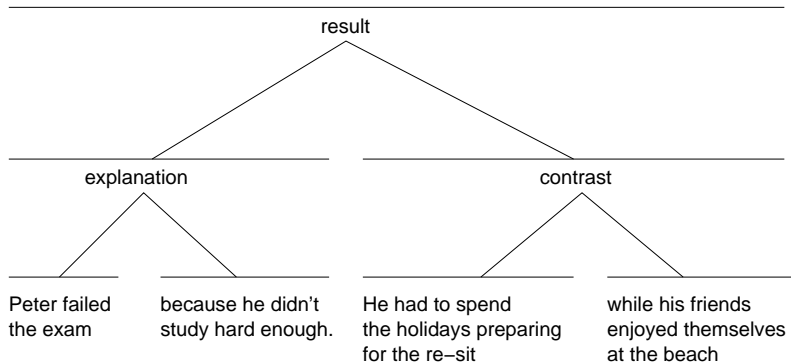 result
explanation
contrast
Peter failed
the exam
because he didn't
study hard enough.
He had to spend
the holidays preparing
for the re−sit
while his friends
enjoyed themselves
at the beach